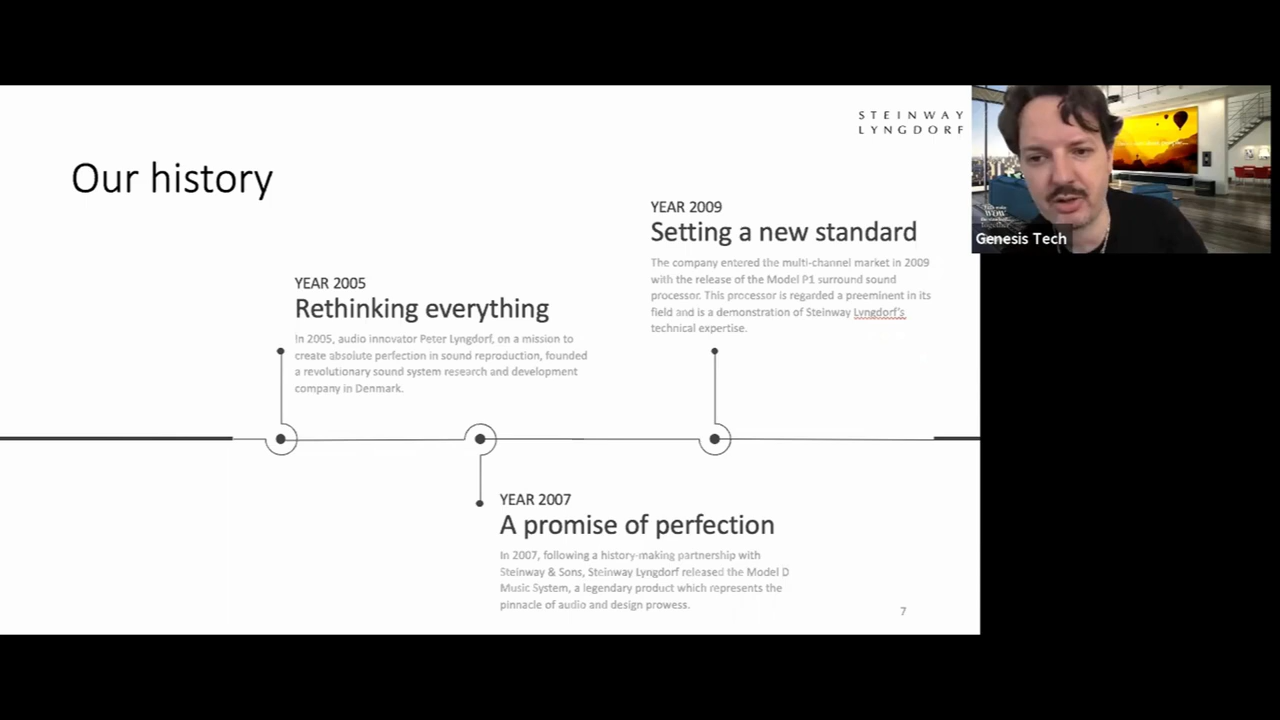 STEINWAY
LYNGDORF
Our history
YEAR 2009
Setting a new standard
The company entered the multi-channel market in 2009
with the release of the Model P1 surround sound
processor. This processor is regarded a preeminent in its
field and is a demonstration of Steinway Lyngdorf's
technical expertise.
YEAR 2005
Rethinking everything
In 2005, audio innovator Peter Lyngdorf, on a mission to
create absolute perfection in sound reproduction, founded
a revolutionary sound system research and development
company in Denmark.
YEAR 2007
A promise of perfection
In 2007, following a history-making partnership with
Steinway & Sons, Steinway Lyngdorf released the Model D
Music System, a legendary product which represents the
pinnacle of audio and design prowess.
7
WOW
together
Genesis Tech